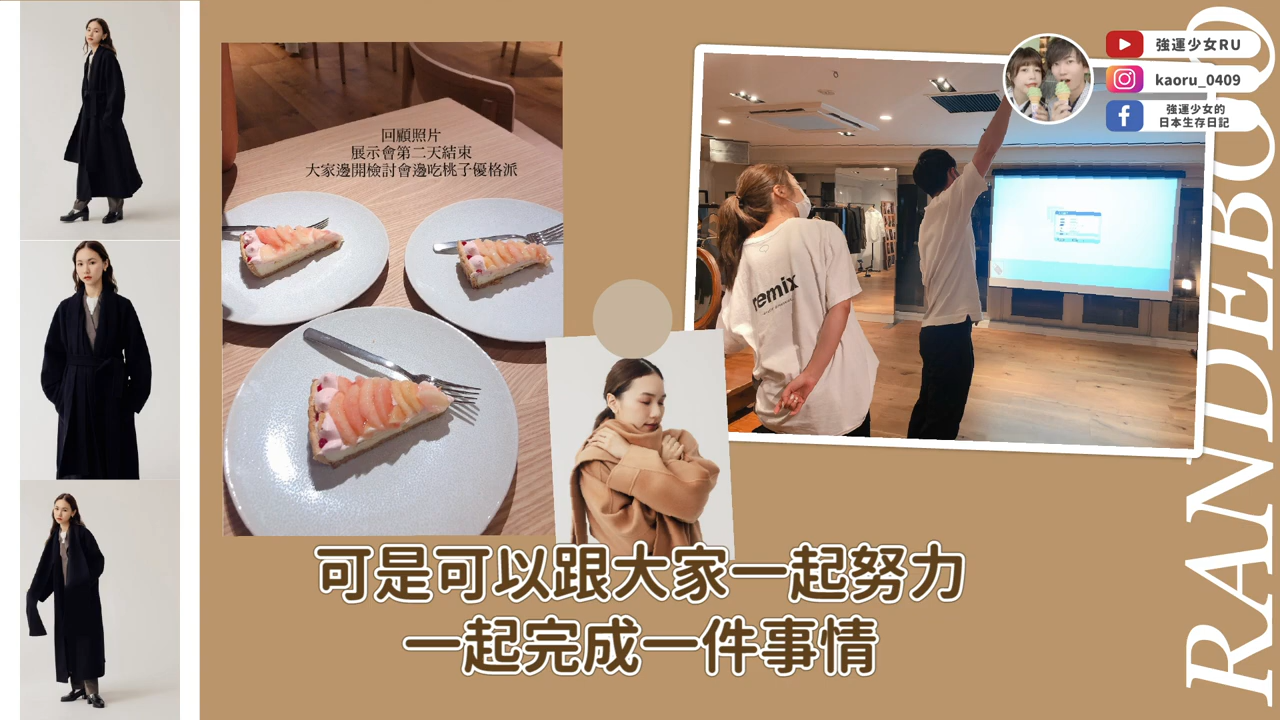 回顧照片
展示會第二天結束
大家邊開檢討會邊吃桃子優格派
remix
強運少女RU
kaoru_0409
強運少女的
日本生存日記
RANDEBOO
可是可以跟大家一起努力
一起完成一件事情